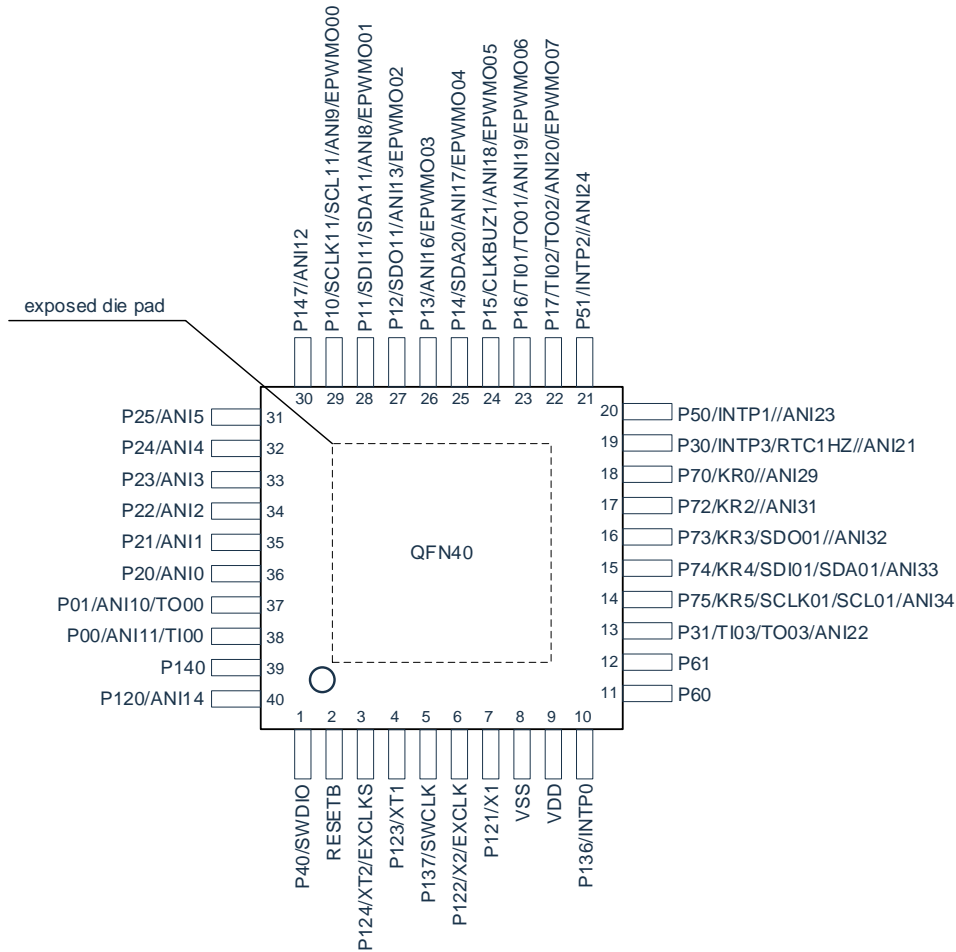 P147/ANI12
P10/SCLK11/SCL11/ANI9/EPWMO00
P11/SDI11/SDA11/ANI8/EPWMO01
P12/SDO11/ANI13/EPWMO02
P13/ANI16/EPWMO03
P14/SDA20/ANI17/EPWMO04
P15/CLKBUZ1/ANI18/EPWMO05
P16/TI01/TO01/ANI19/EPWMO06
P17/TI02/TO02/ANI20/EPWMO07
P51/INTP2//ANI24
exposed die pad
30 29 28 27 26 25 24 23 22 21
P25/ANI5 31
P24/ANI4 32
P23/ANI3 33
P22/ANI2 34
P21/ANI1 35
P20/ANI0 36
P01/ANI10/TO00 37
P00/ANI11/TI00 38
P140 39
P120/ANI14 40
QFN40
20 P50/INTP1//ANI23
19 P30/INTP3/RTC1HZ//ANI21
18 P70/KR0//ANI29
17 P72/KR2//ANI31
16 P73/KR3/SDO01//ANI32
15 P74/KR4/SDI01/SDA01/ANI33
14 P75/KR5/SCLK01/SCL01/ANI34
13 P31/TI03/TO03/ANI22
12 P61
11 P60
1 2 3 4 5 6 7 8 9 10
P40/SWDIO
RESETB
P124/XT2/EXCLKS
P123/XT1
P137/SWCLK
P122/X2/EXCLK
P121/X1
VSS
VDD
P136/INTP0